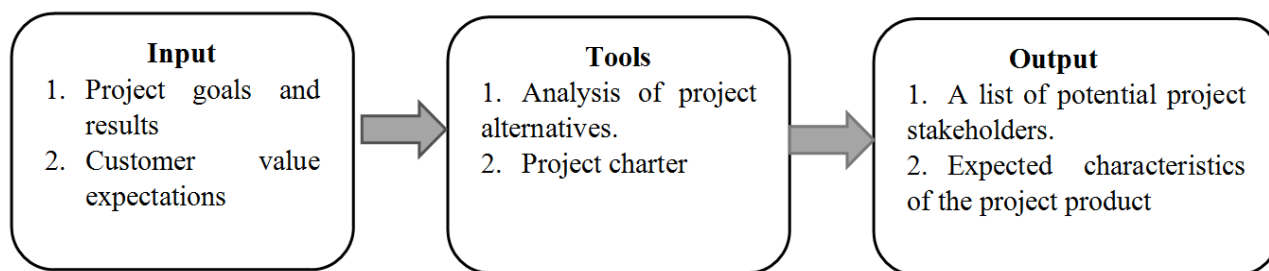 Input
1. Project goals and
results
2. Customer value
expectations
Tools
1. Analysis of project
alternatives.
2. Project charter
Output
1. A list of potential project
stakeholders.
2. Expected characteristics
of the project product